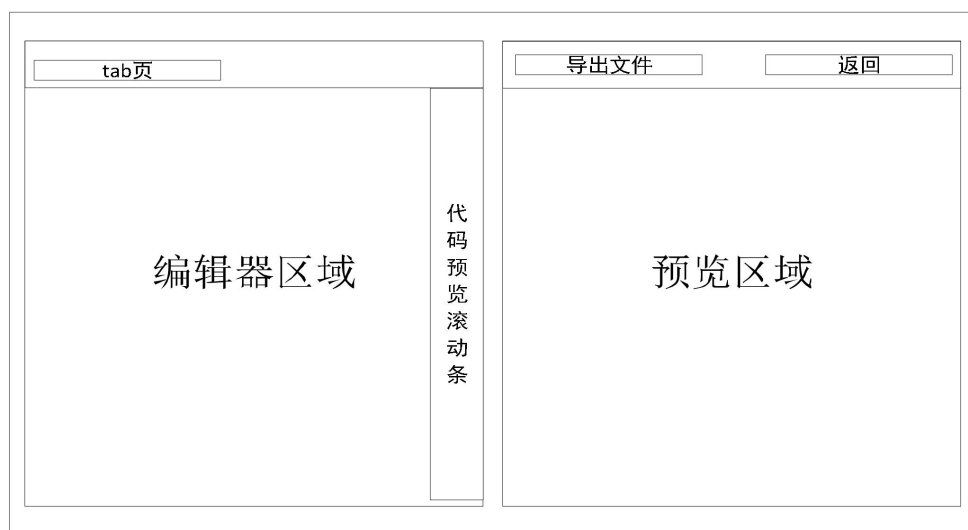 tab页
导出文件
返回
编辑器区域
代码预览滚动条
预览区域